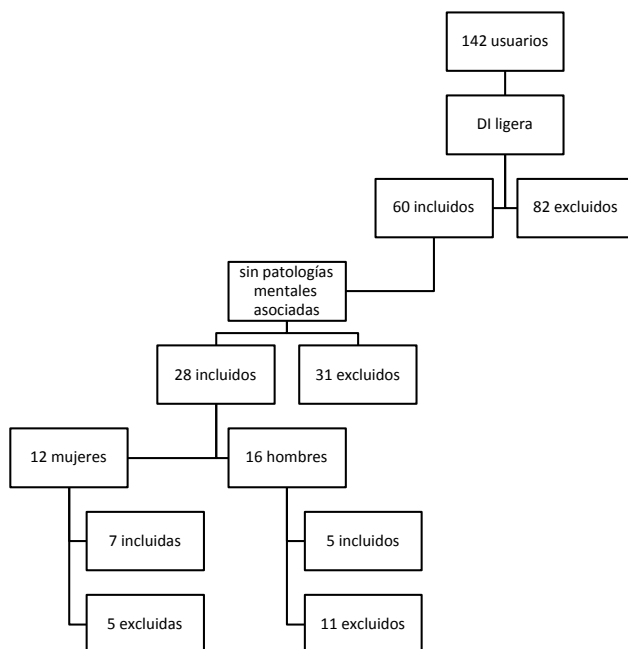 142 usuarios
DI ligera
60 incluidos
82 excluidos
sin patologías
mentales
asociadas
28 incluidos
31 excluidos
12 mujeres
16 hombres
7 incluidas
5 incluidos
5 excluidas
11 excluidos